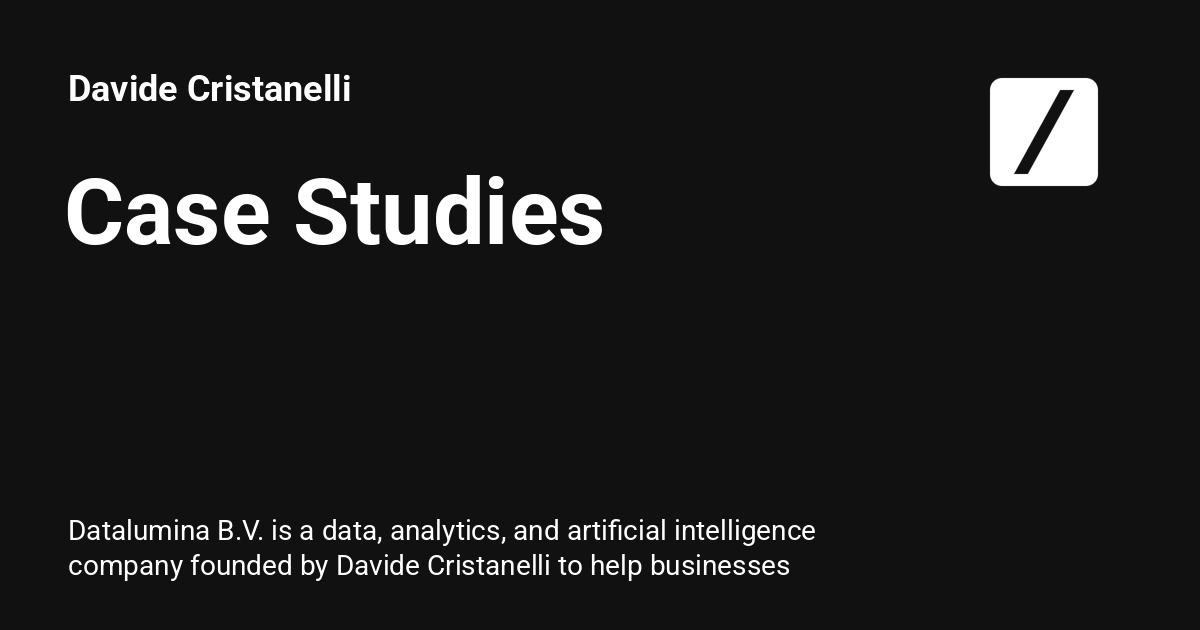 Davide Cristanelli
Case Studies
Datalumina B.V. is a data, analytics, and artificial intelligence
company founded by Davide Cristanelli to help businesses